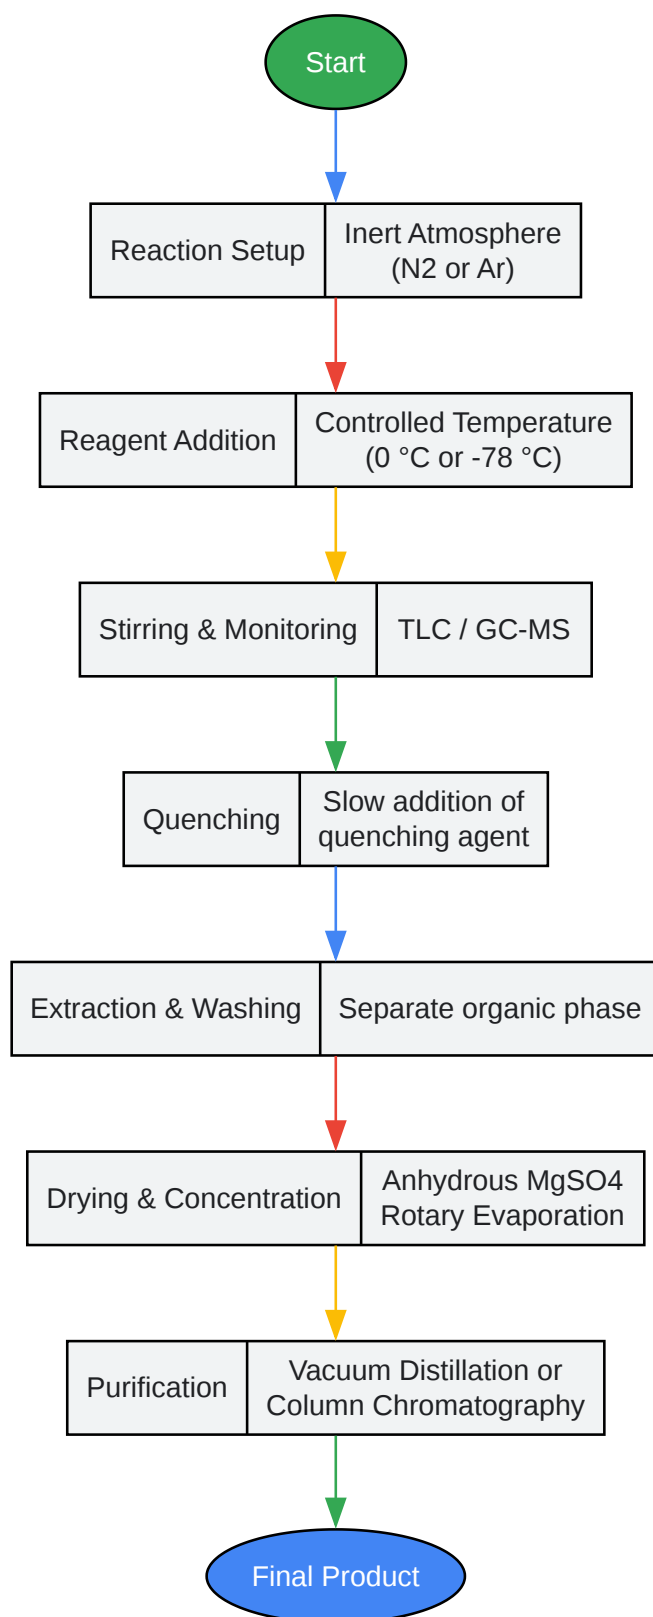 Start
Reaction Setup
Inert Atmosphere
(N2 or Ar)
Reagent Addition
Controlled Temperature
(0 °C or -78 °C)
Stirring & Monitoring
TLC / GC-MS
Quenching
Slow addition of
quenching agent
Extraction & Washing
Separate organic phase
Drying & Concentration
Anhydrous MgSO4
Rotary Evaporation
Purification
Vacuum Distillation or
Column Chromatography
Final Product